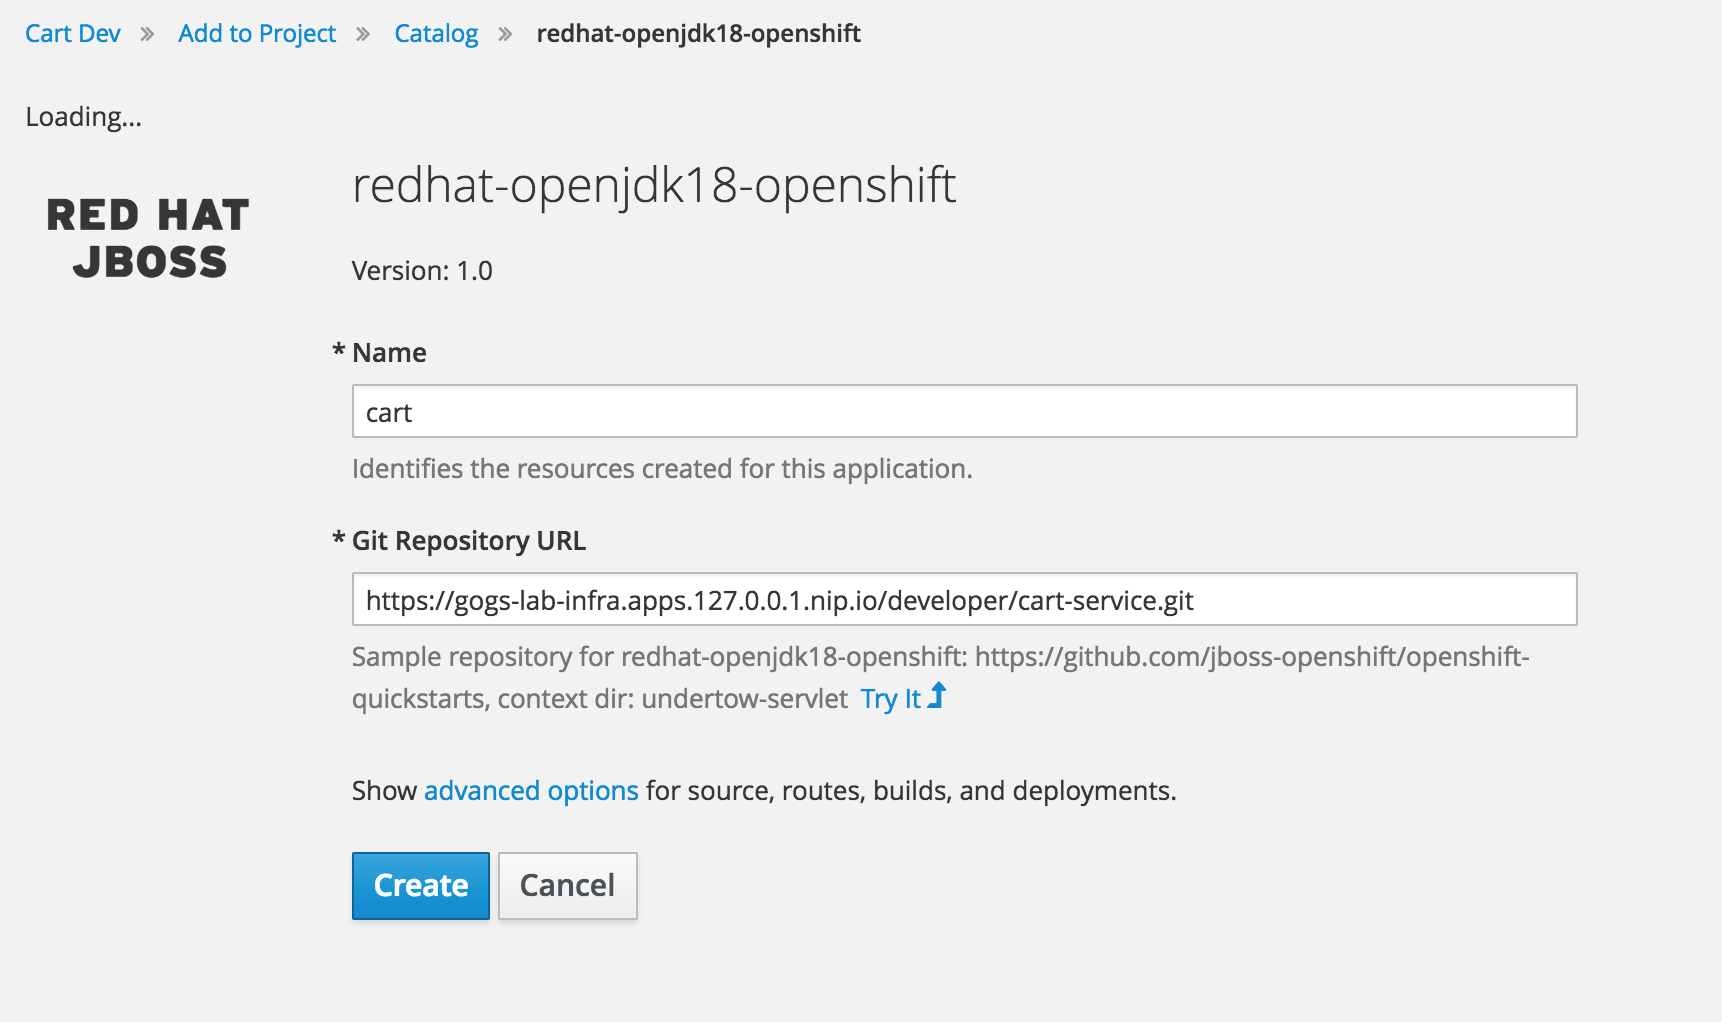 Cart Dev » Add to Project » Catalog » redhat-openjdk18-openshift
Loading...
RED HAT
JBOSS
redhat-openjdk18-openshift
Version: 1.0
* Name
cart
Identifies the resources created for this application.
* Git Repository URL
https://gogs-lab-infra.apps.127.0.0.1.nip.io/developer/cart-service.git
Sample repository for redhat-openjdk18-openshift: https://github.com/jboss-openshift/openshift-
quickstarts, context dir: undertow-servlet Try It
Show advanced options for source, routes, builds, and deployments.
Create Cancel